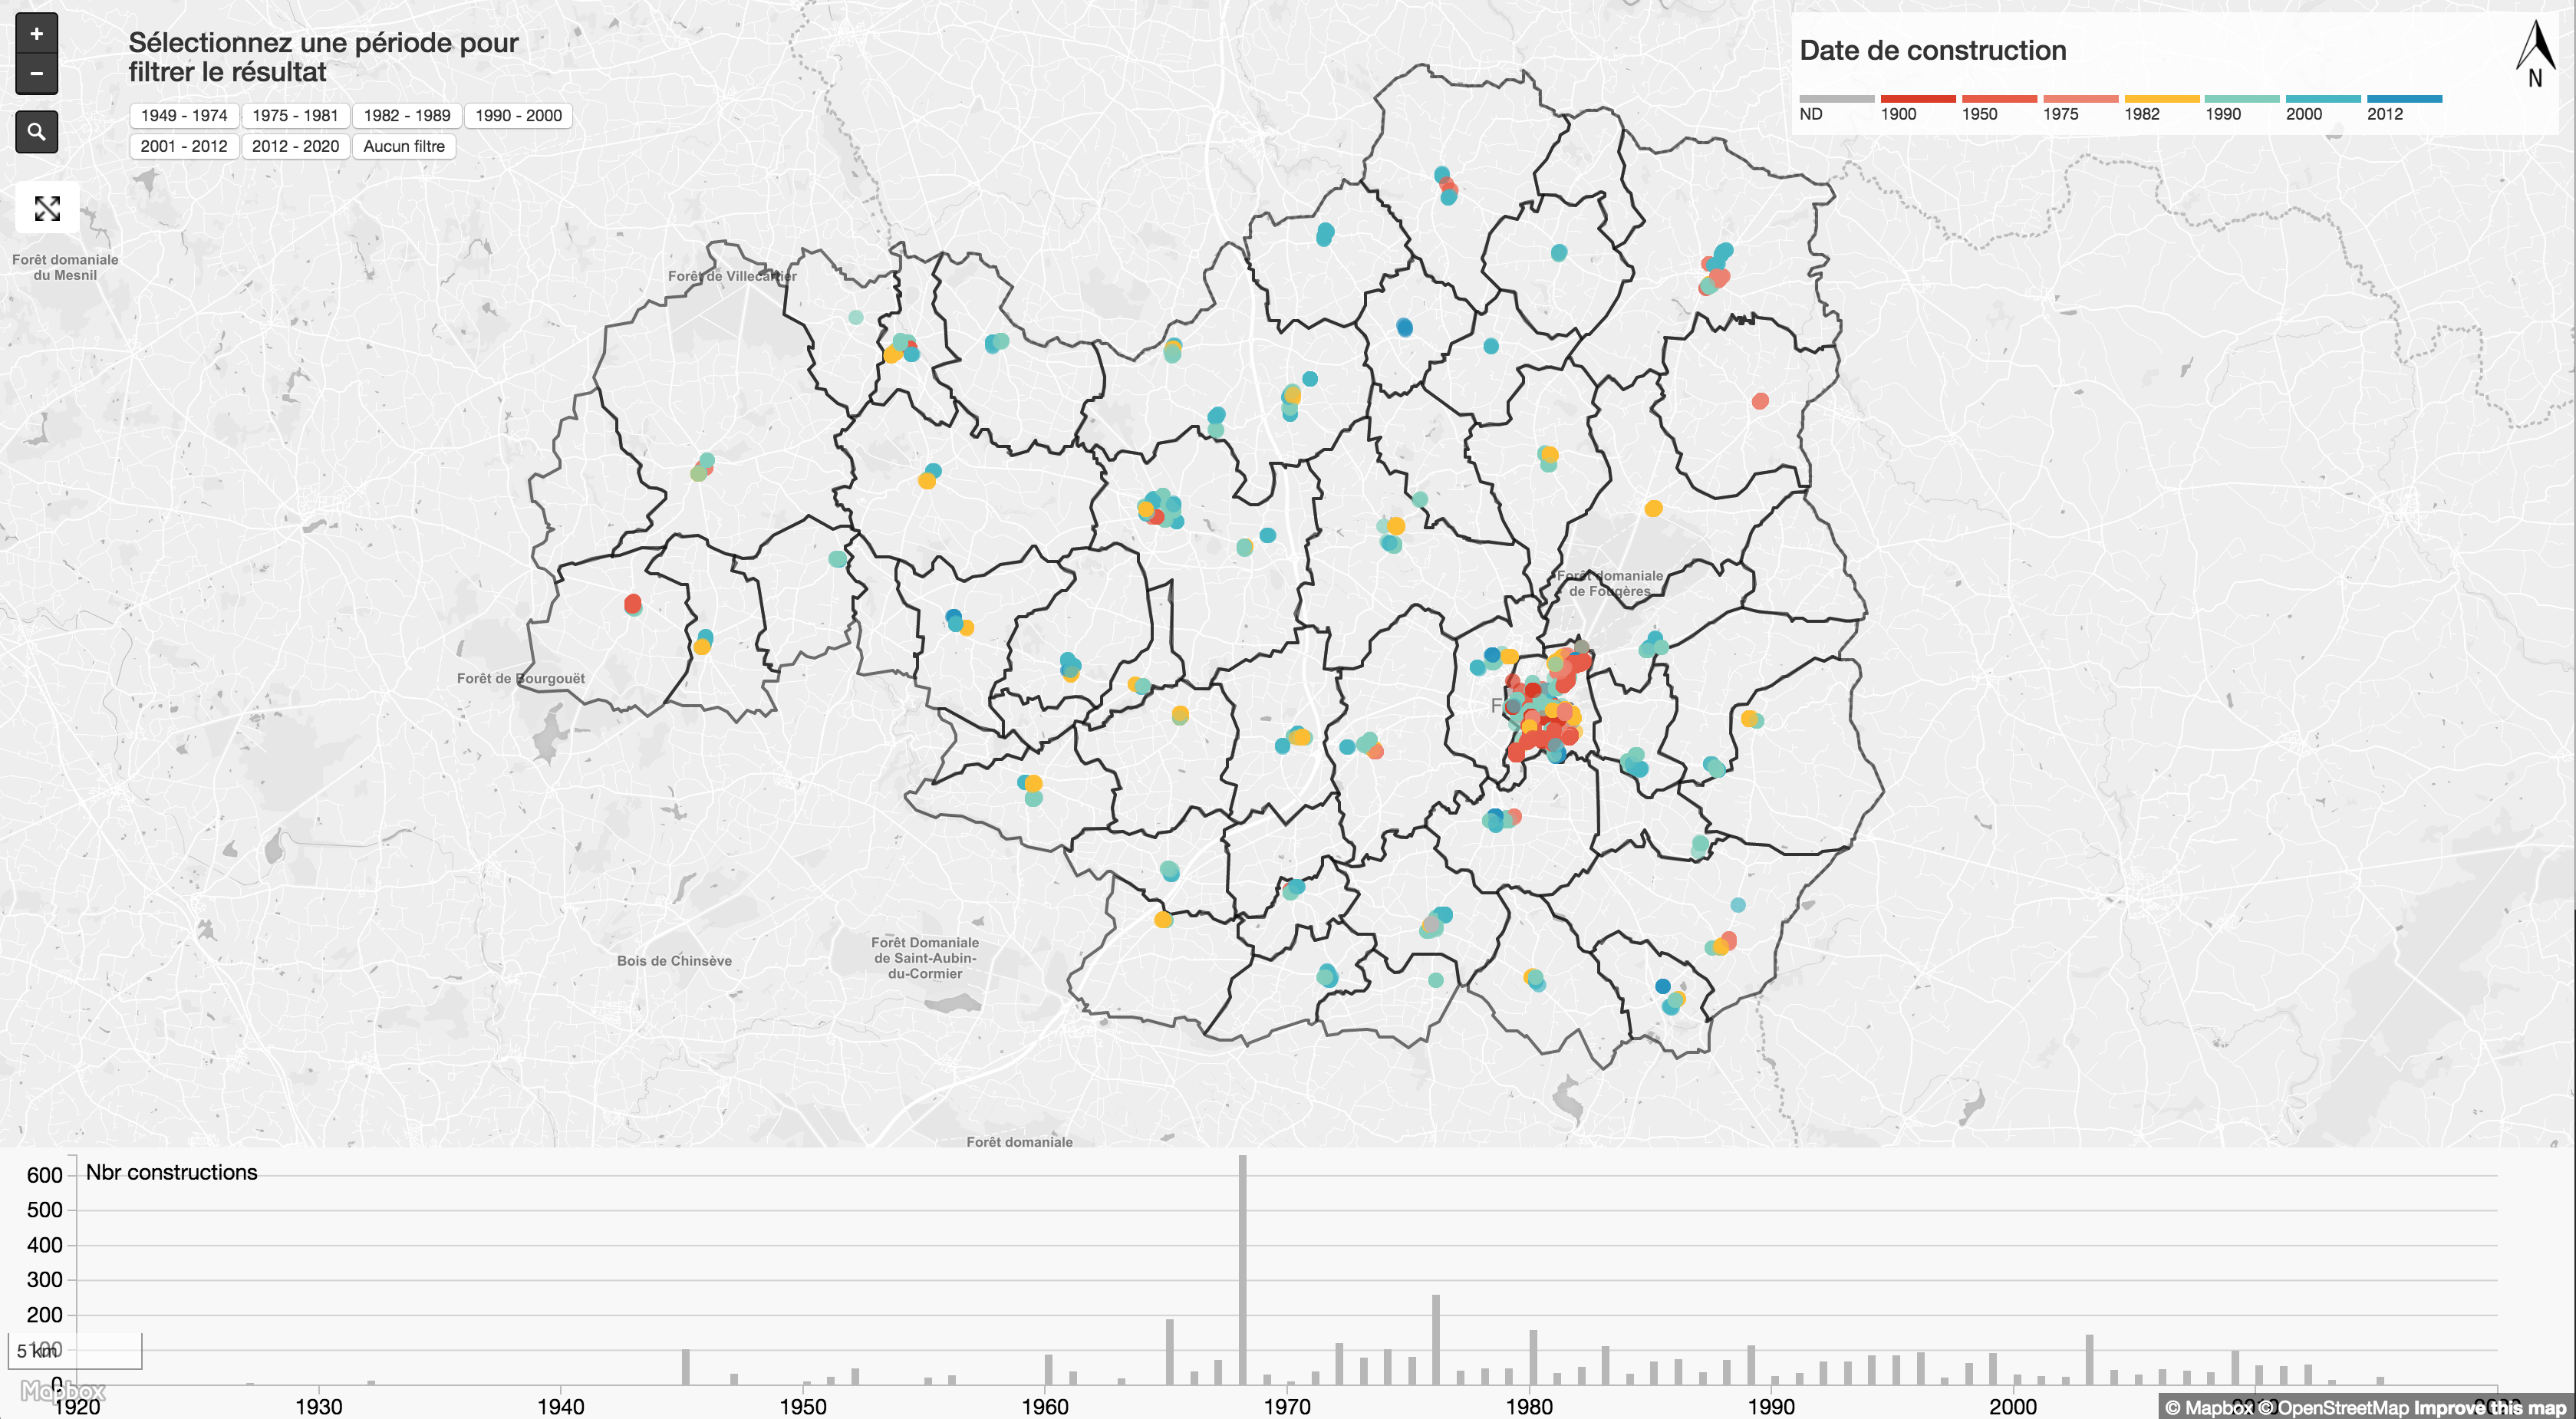 +
Sélectionnez une période pour
filtrer le résultat
−
1949 - 1974
1975 - 1981
1982 - 1989
1990 - 2000
2001 - 2012
2012 - 2020
Aucun filtre
Date de construction
N
ND
1900
1950
1975
1982
1990
2000
2012
Forêt domaniale
du Mesnil
Forêt de Villecartier
Forêt domaniale
de Fougères
Forêt de Bourgouët
Forêt Domaniale
de Saint-Aubin-
du-Cormier
Bois de Chinsève
Forêt domaniale
Nbr constructions
600
500
400
300
200
100
0
5 km
Mapbox
1920
1930
1940
1950
1960
1970
1980
1990
2000
2010
© Mapbox © OpenStreetMap Improve this map